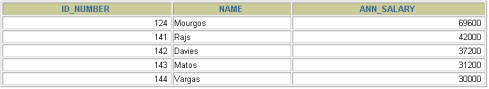 ID_NUMBER NAME ANN_SALARY
124 Mourgos 69600
141 Rajs 42000
142 Davies 37200
143 Matos 31200
144 Vargas 30000